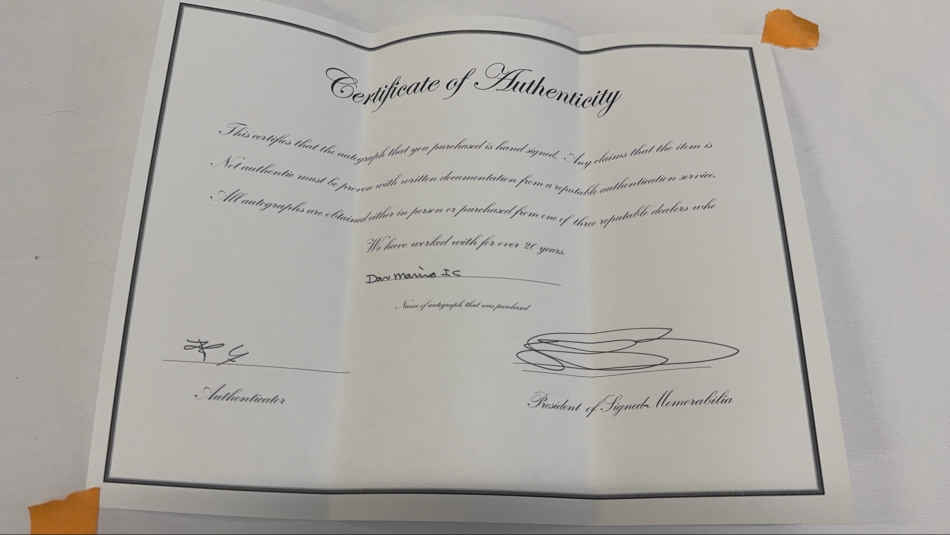 Certificate of Authenticity
This certifies that the autograph that you purchased is hand signed. Any claims that the item is
Not authentic must be proven with written documentation from a reputable authentication service.
All autographs are obtained either in person or purchased from one of three reputable dealers who
We have worked with for over 20 years.
Dan Marino IC
Name of autograph that was purchased
Authenticator
President of Signed Memorabilia